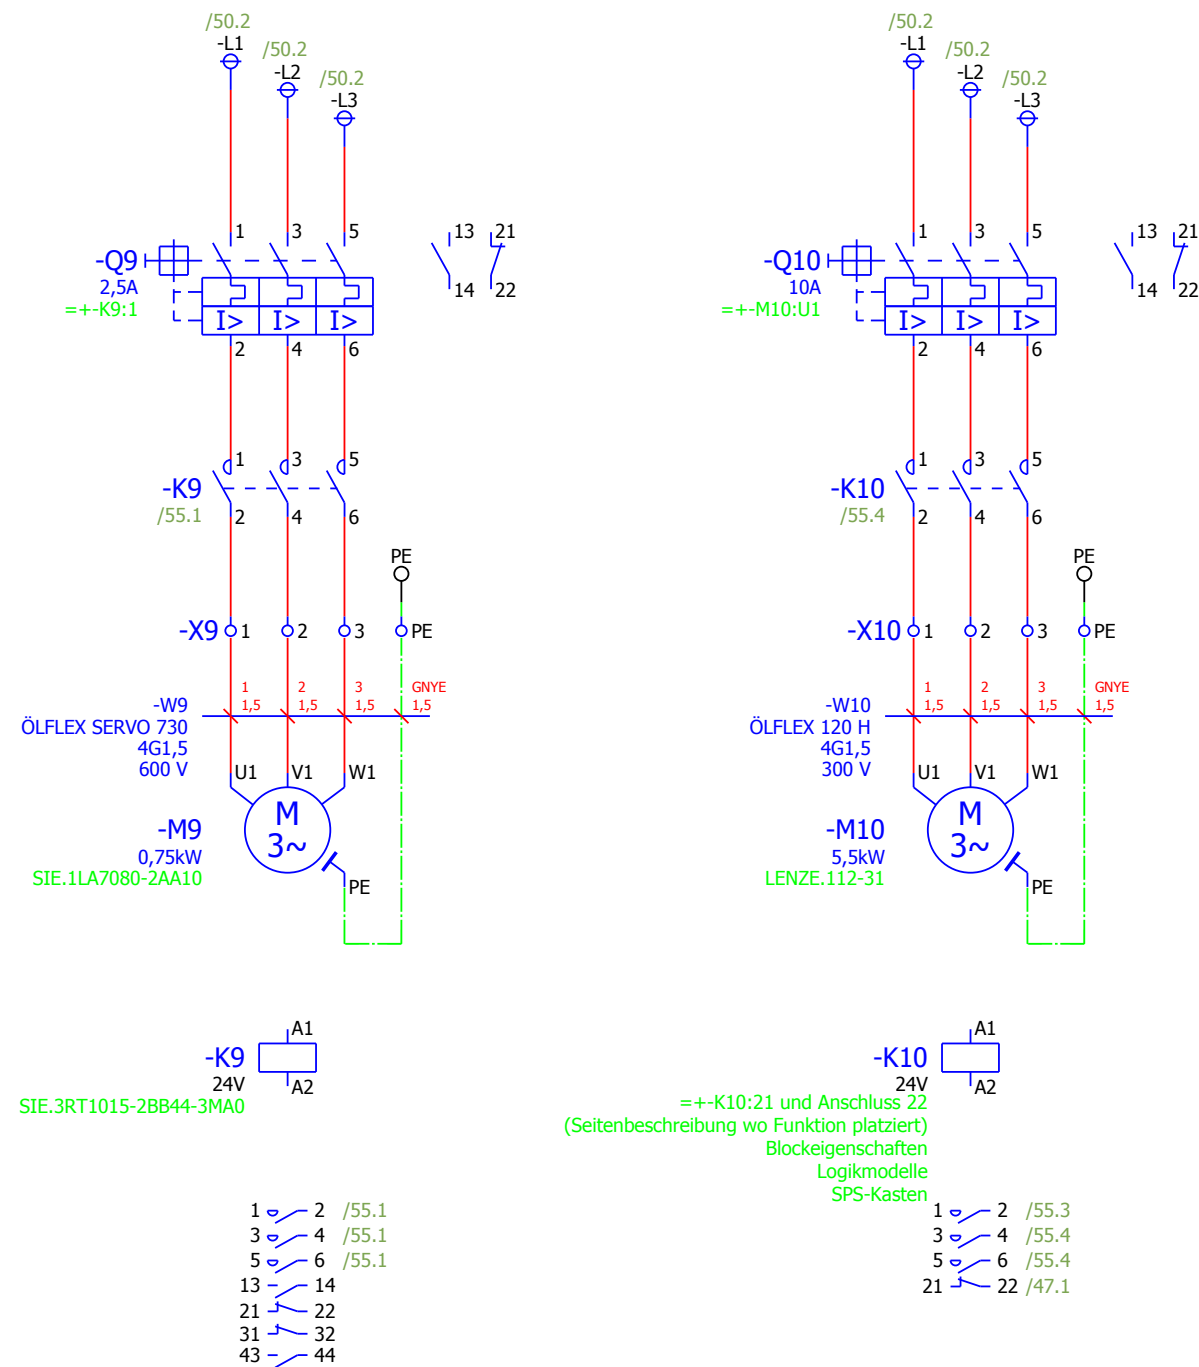 /50.2
-L1
/50.2
-L2
/50.2
-L3
1
3
5
13
21
-Q9
2,5A
=+-K9:1
14
22
I>
I>
I>
2
4
6
1
3
5
-K9
/55.1
2
4
6
PE
-X9
1
2
3
PE
1
2
3
GNYE
-W9
1,5
1,5
1,5
1,5
ÖLFLEX SERVO 730
4G1,5
600 V
U1
V1
W1
M
3~
-M9
0,75kW
SIE.1LA7080-2AA10
PE
A1
-K9
24V
A2
SIE.3RT1015-2BB44-3MA0
1 2 /55.1
3 4 /55.1
5 6 /55.1
13 14
21 22
31 32
43 44
/50.2
-L1
/50.2
-L2
/50.2
-L3
1
3
5
13
21
-Q10
10A
=+-M10:U1
14
22
I>
I>
I>
2
4
6
1
3
5
-K10
/55.4
2
4
6
PE
-X10
1
2
3
PE
1
2
3
GNYE
-W10
1,5
1,5
1,5
1,5
ÖLFLEX 120 H
4G1,5
300 V
U1
V1
W1
M
3~
-M10
5,5kW
LENZE.112-31
PE
A1
-K10
24V
A2
=+-K10:21 und Anschluss 22
(Seitenbeschreibung wo Funktion platziert)
Blockeigenschaften
Logikmodelle
SPS-Kasten
1 2 /55.3
3 4 /55.4
5 6 /55.4
21 22 /47.1